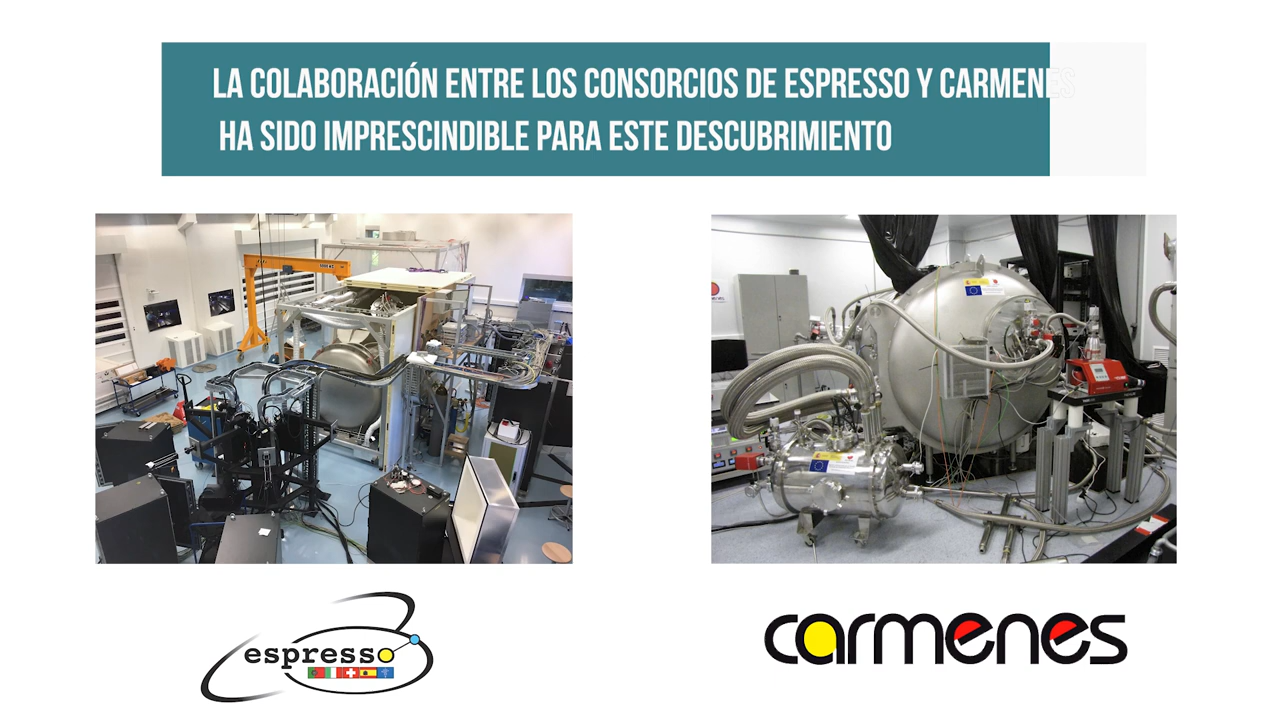 LA COLABORACIÓN ENTRE LOS CONSORCIOS DE ESPRESSO Y CARMENES
HA SIDO IMPRESCINDIBLE PARA ESTE DESCUBRIMIENTO
espresso
carmenes